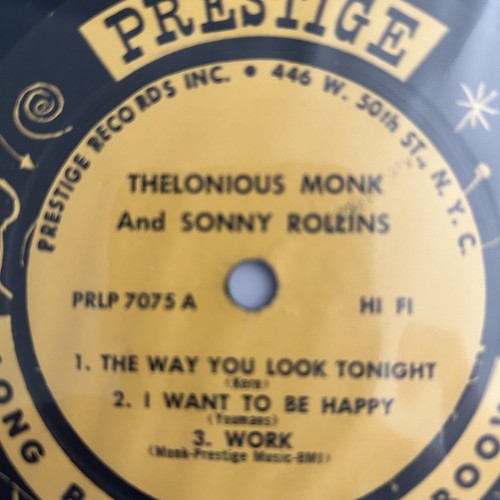 PRESTIGE
PRESTIGE RECORDS INC. • 446 W. 50th ST., N. Y. C.
THELONIOUS MONK
And SONNY ROLLINS
PRLP 7075 A HI FI
1. THE WAY YOU LOOK TONIGHT
(Kern)
2. I WANT TO BE HAPPY
(Youmans)
3. WORK
(Monk-Prestige Music-BMI)